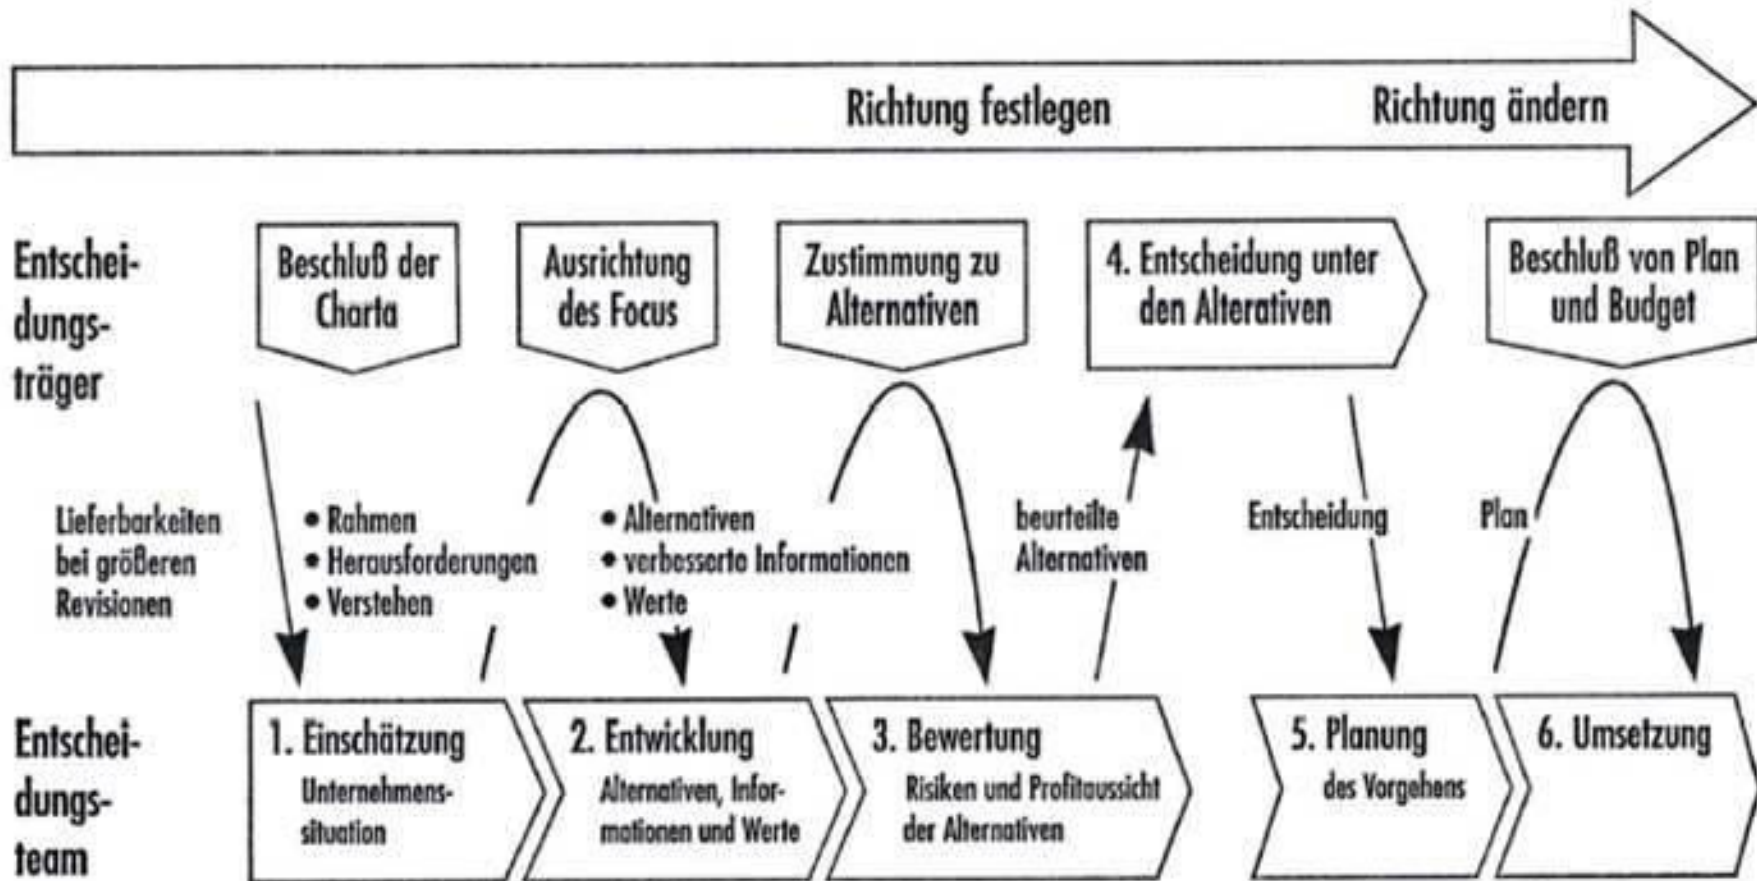 Richtung festlegen
Richtung ändern
Entschei-
dungs-
träger
Beschluß der
Charta
Ausrichtung
des Focus
Zustimmung zu
Alternativen
4. Entscheidung unter
den Alterativen
Beschluß von Plan
und Budget
Lieferbarkeiten
bei größeren
Revisionen
• Rahmen
• Herausforderungen
• Verstehen
• Alternativen
• verbesserte Informationen
• Werte
beurteilte
Alternativen
Entscheidung
Plan
Entschei-
dungs-
team
1. Einschätzung
Unternehmens-
situation
2. Entwicklung
Alternativen, Infor-
mationen und Werte
3. Bewertung
Risiken und Profitaussicht
der Alternativen
5. Planung
des Vorgehens
6. Umsetzung